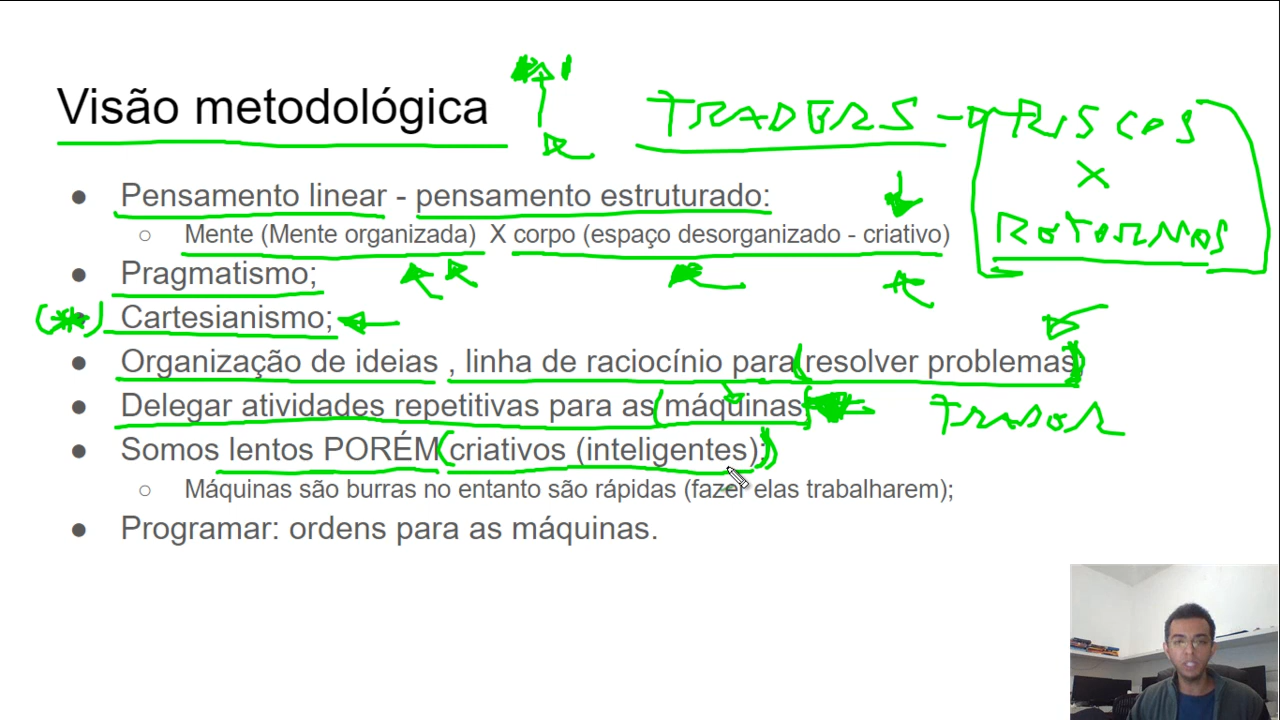 Visão metodológica
TRADERS → RISCOS
X
RETORNOS
● Pensamento linear - pensamento estruturado:
○ Mente (Mente organizada) X corpo (espaço desorganizado - criativo)
● Pragmatismo;
(*) Cartesianismo;
● Organização de ideias , linha de raciocínio para (resolver problemas)
● Delegar atividades repetitivas para as (máquinas)
TRADER
● Somos lentos PORÉM (criativos (inteligentes);)
○ Máquinas são burras no entanto são rápidas (fazer elas trabalharem);
● Programar: ordens para as máquinas.